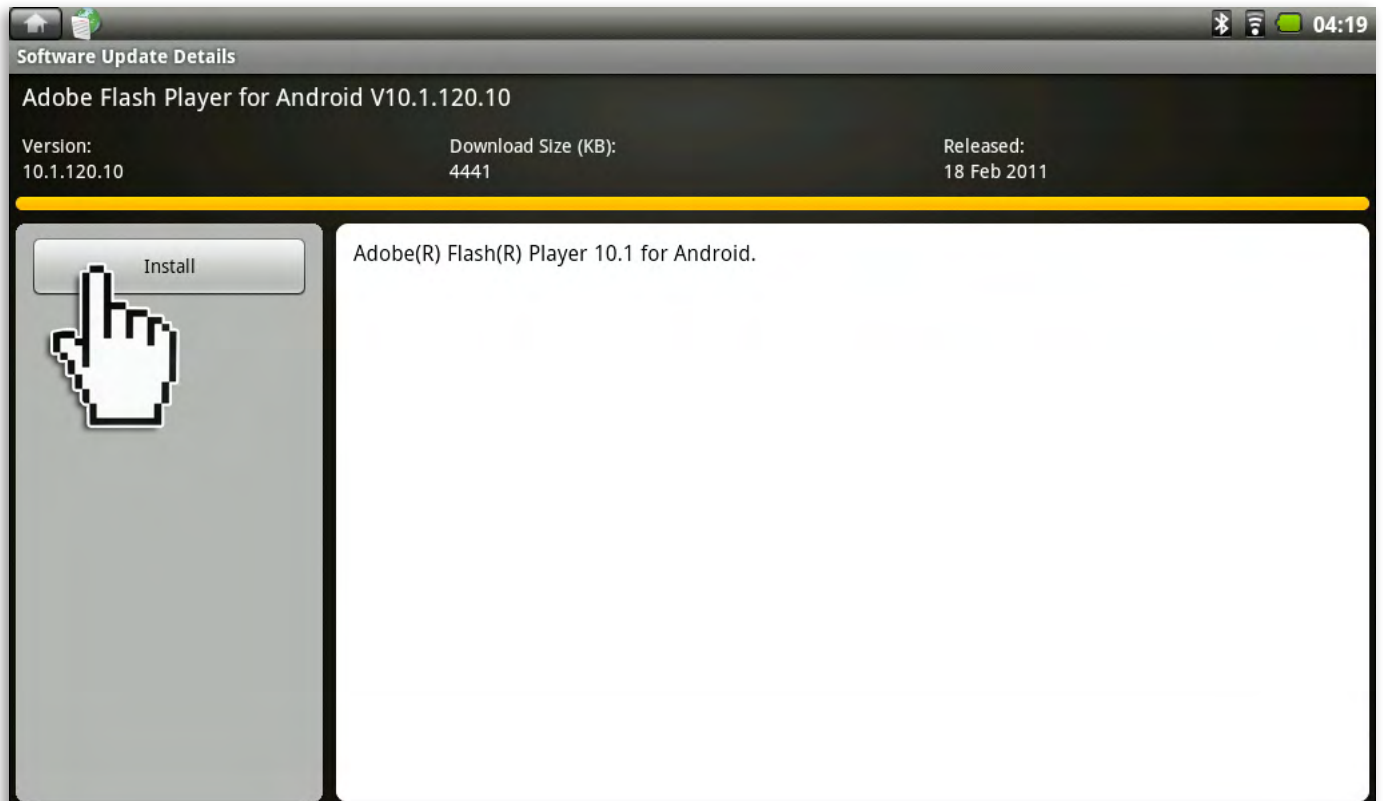 04:19
Software Update Details
Adobe Flash Player for Android V10.1.120.10
Version: Download Size (KB): Released:
10.1.120.10 4441 18 Feb 2011
Install
Adobe(R) Flash(R) Player 10.1 for Android.